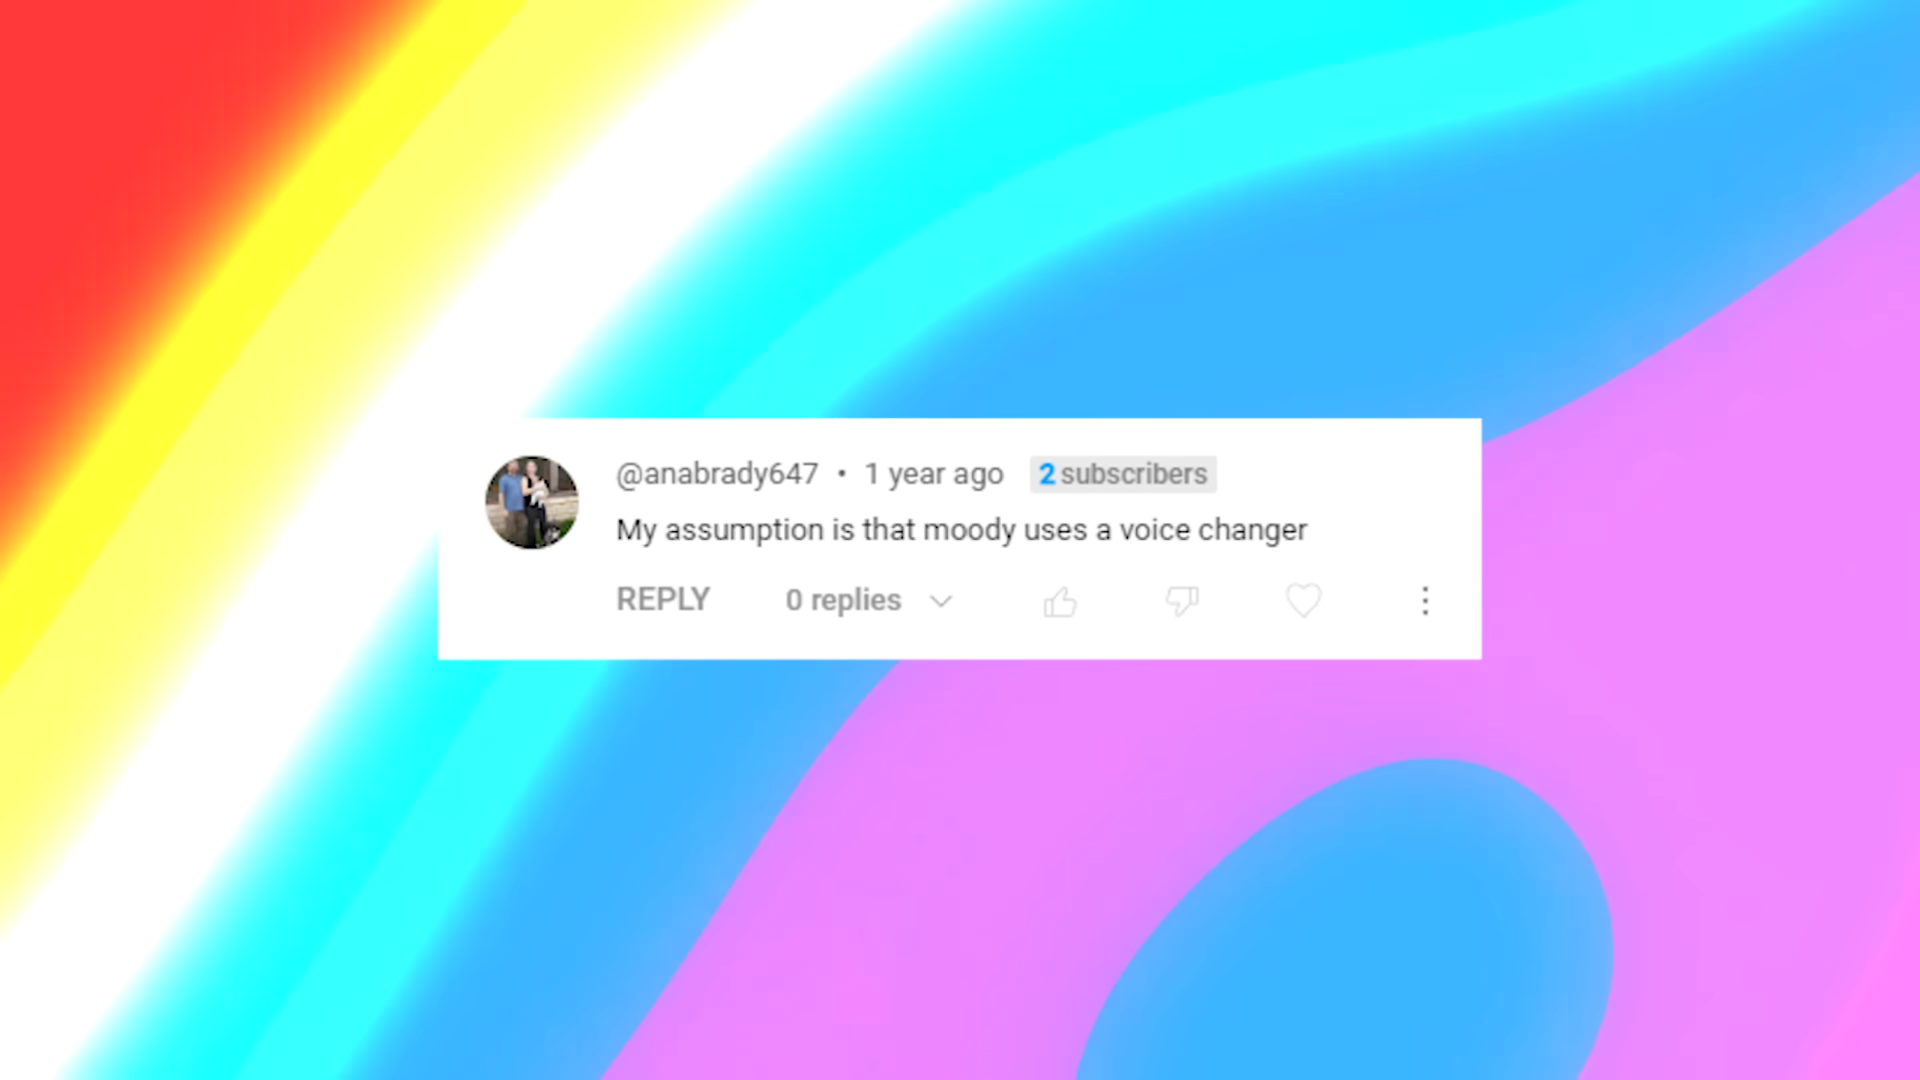 @anabrady647 • 1 year ago 2 subscribers
My assumption is that moody uses a voice changer
REPLY 0 replies